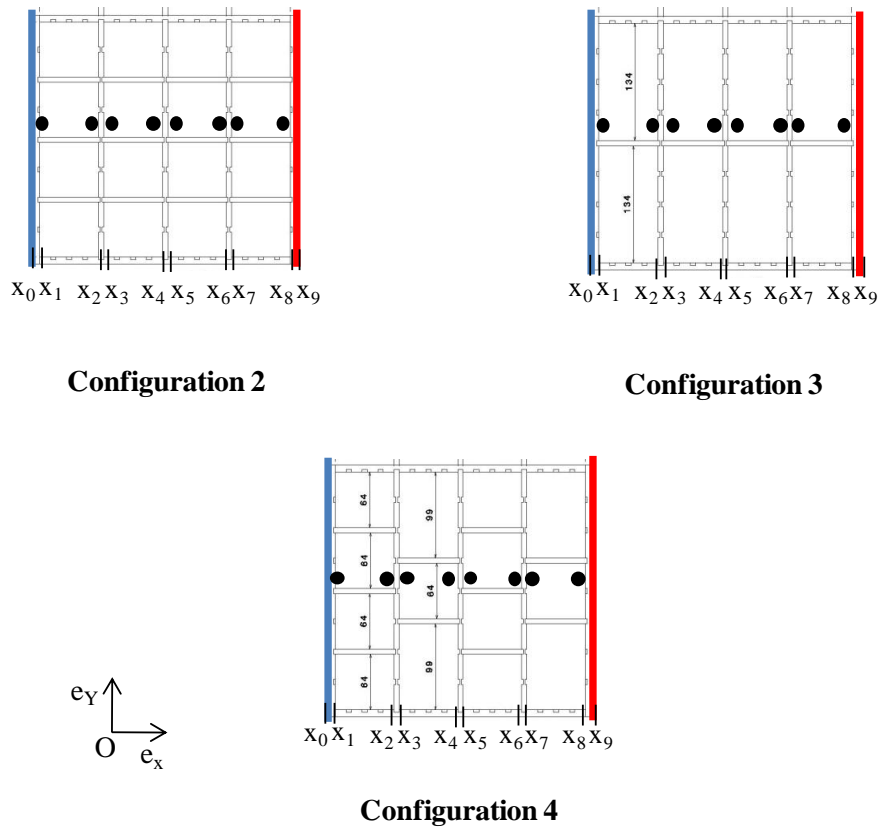 134
134
x0 x1 x2 x3 x4 x5 x6 x7 x8 x9
x0 x1 x2 x3 x4 x5 x6 x7 x8 x9
Configuration 2
Configuration 3
64
99
64
64
64
64
99
eY
O
ex
x0 x1 x2 x3 x4 x5 x6 x7 x8 x9
Configuration 4